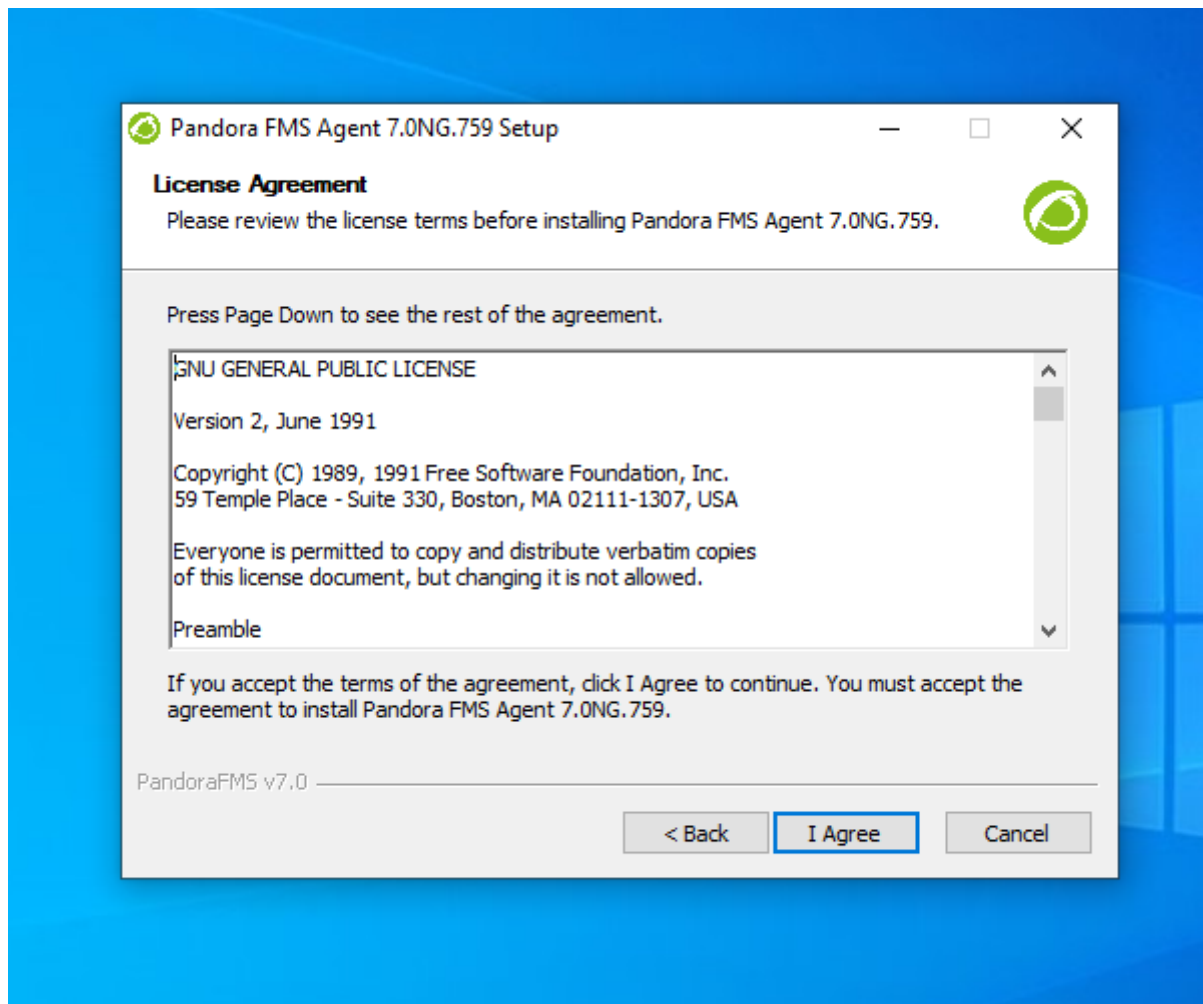 Pandora FMS Agent 7.0NG.759 Setup
License Agreement
Please review the license terms before installing Pandora FMS Agent 7.0NG.759.
Press Page Down to see the rest of the agreement.
GNU GENERAL PUBLIC LICENSE
Version 2, June 1991
Copyright (C) 1989, 1991 Free Software Foundation, Inc.
59 Temple Place - Suite 330, Boston, MA 02111-1307, USA
Everyone is permitted to copy and distribute verbatim copies
of this license document, but changing it is not allowed.
Preamble
If you accept the terms of the agreement, click I Agree to continue. You must accept the
agreement to install Pandora FMS Agent 7.0NG.759.
PandoraFMS v7.0
< Back I Agree Cancel